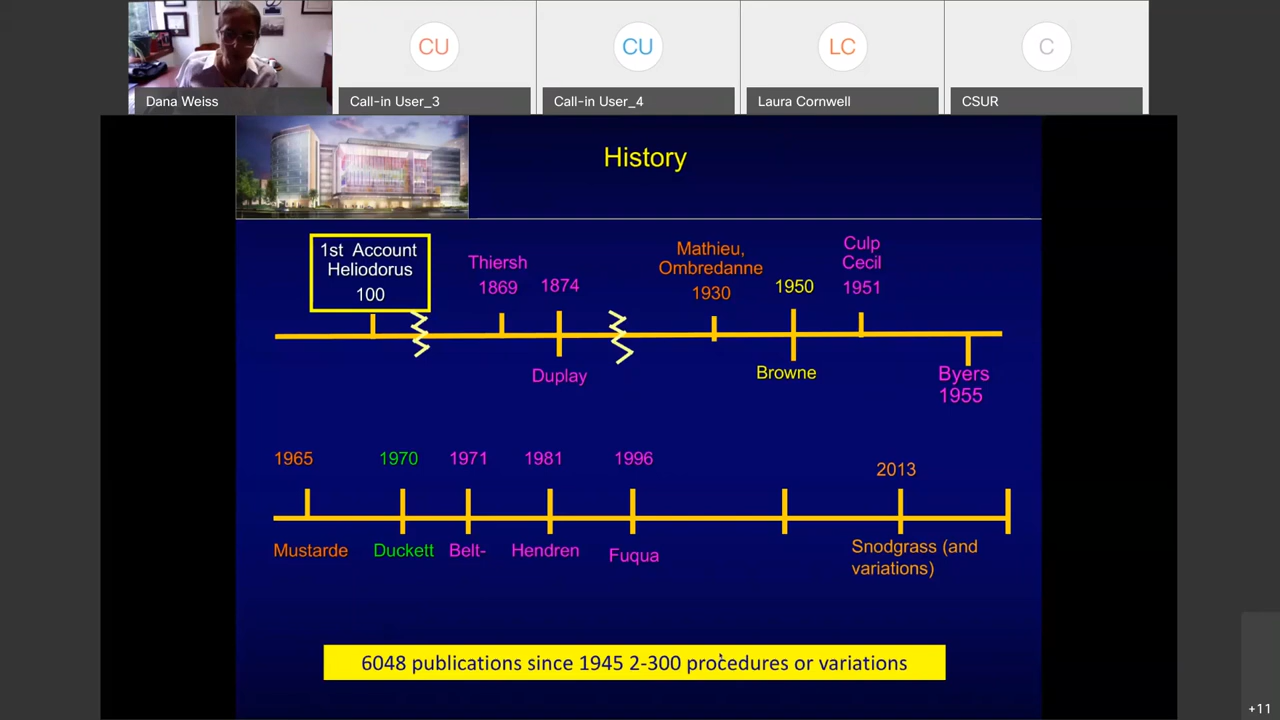 CU
CU
LC
C
Dana Weiss
Call-in User_3
Call-in User_4
Laura Cornwell
CSUR
History
1st Account
Heliodorus
100
Thiersh
1869
1874
Duplay
Mathieu,
Ombredanne
1930
1950
Browne
Culp
Cecil
1951
Byers
1955
1965
1970
1971
1981
1996
2013
Mustarde
Duckett
Belt-
Hendren
Fuqua
Snodgrass (and
variations)
6048 publications since 1945 2-300 procedures or variations
+11